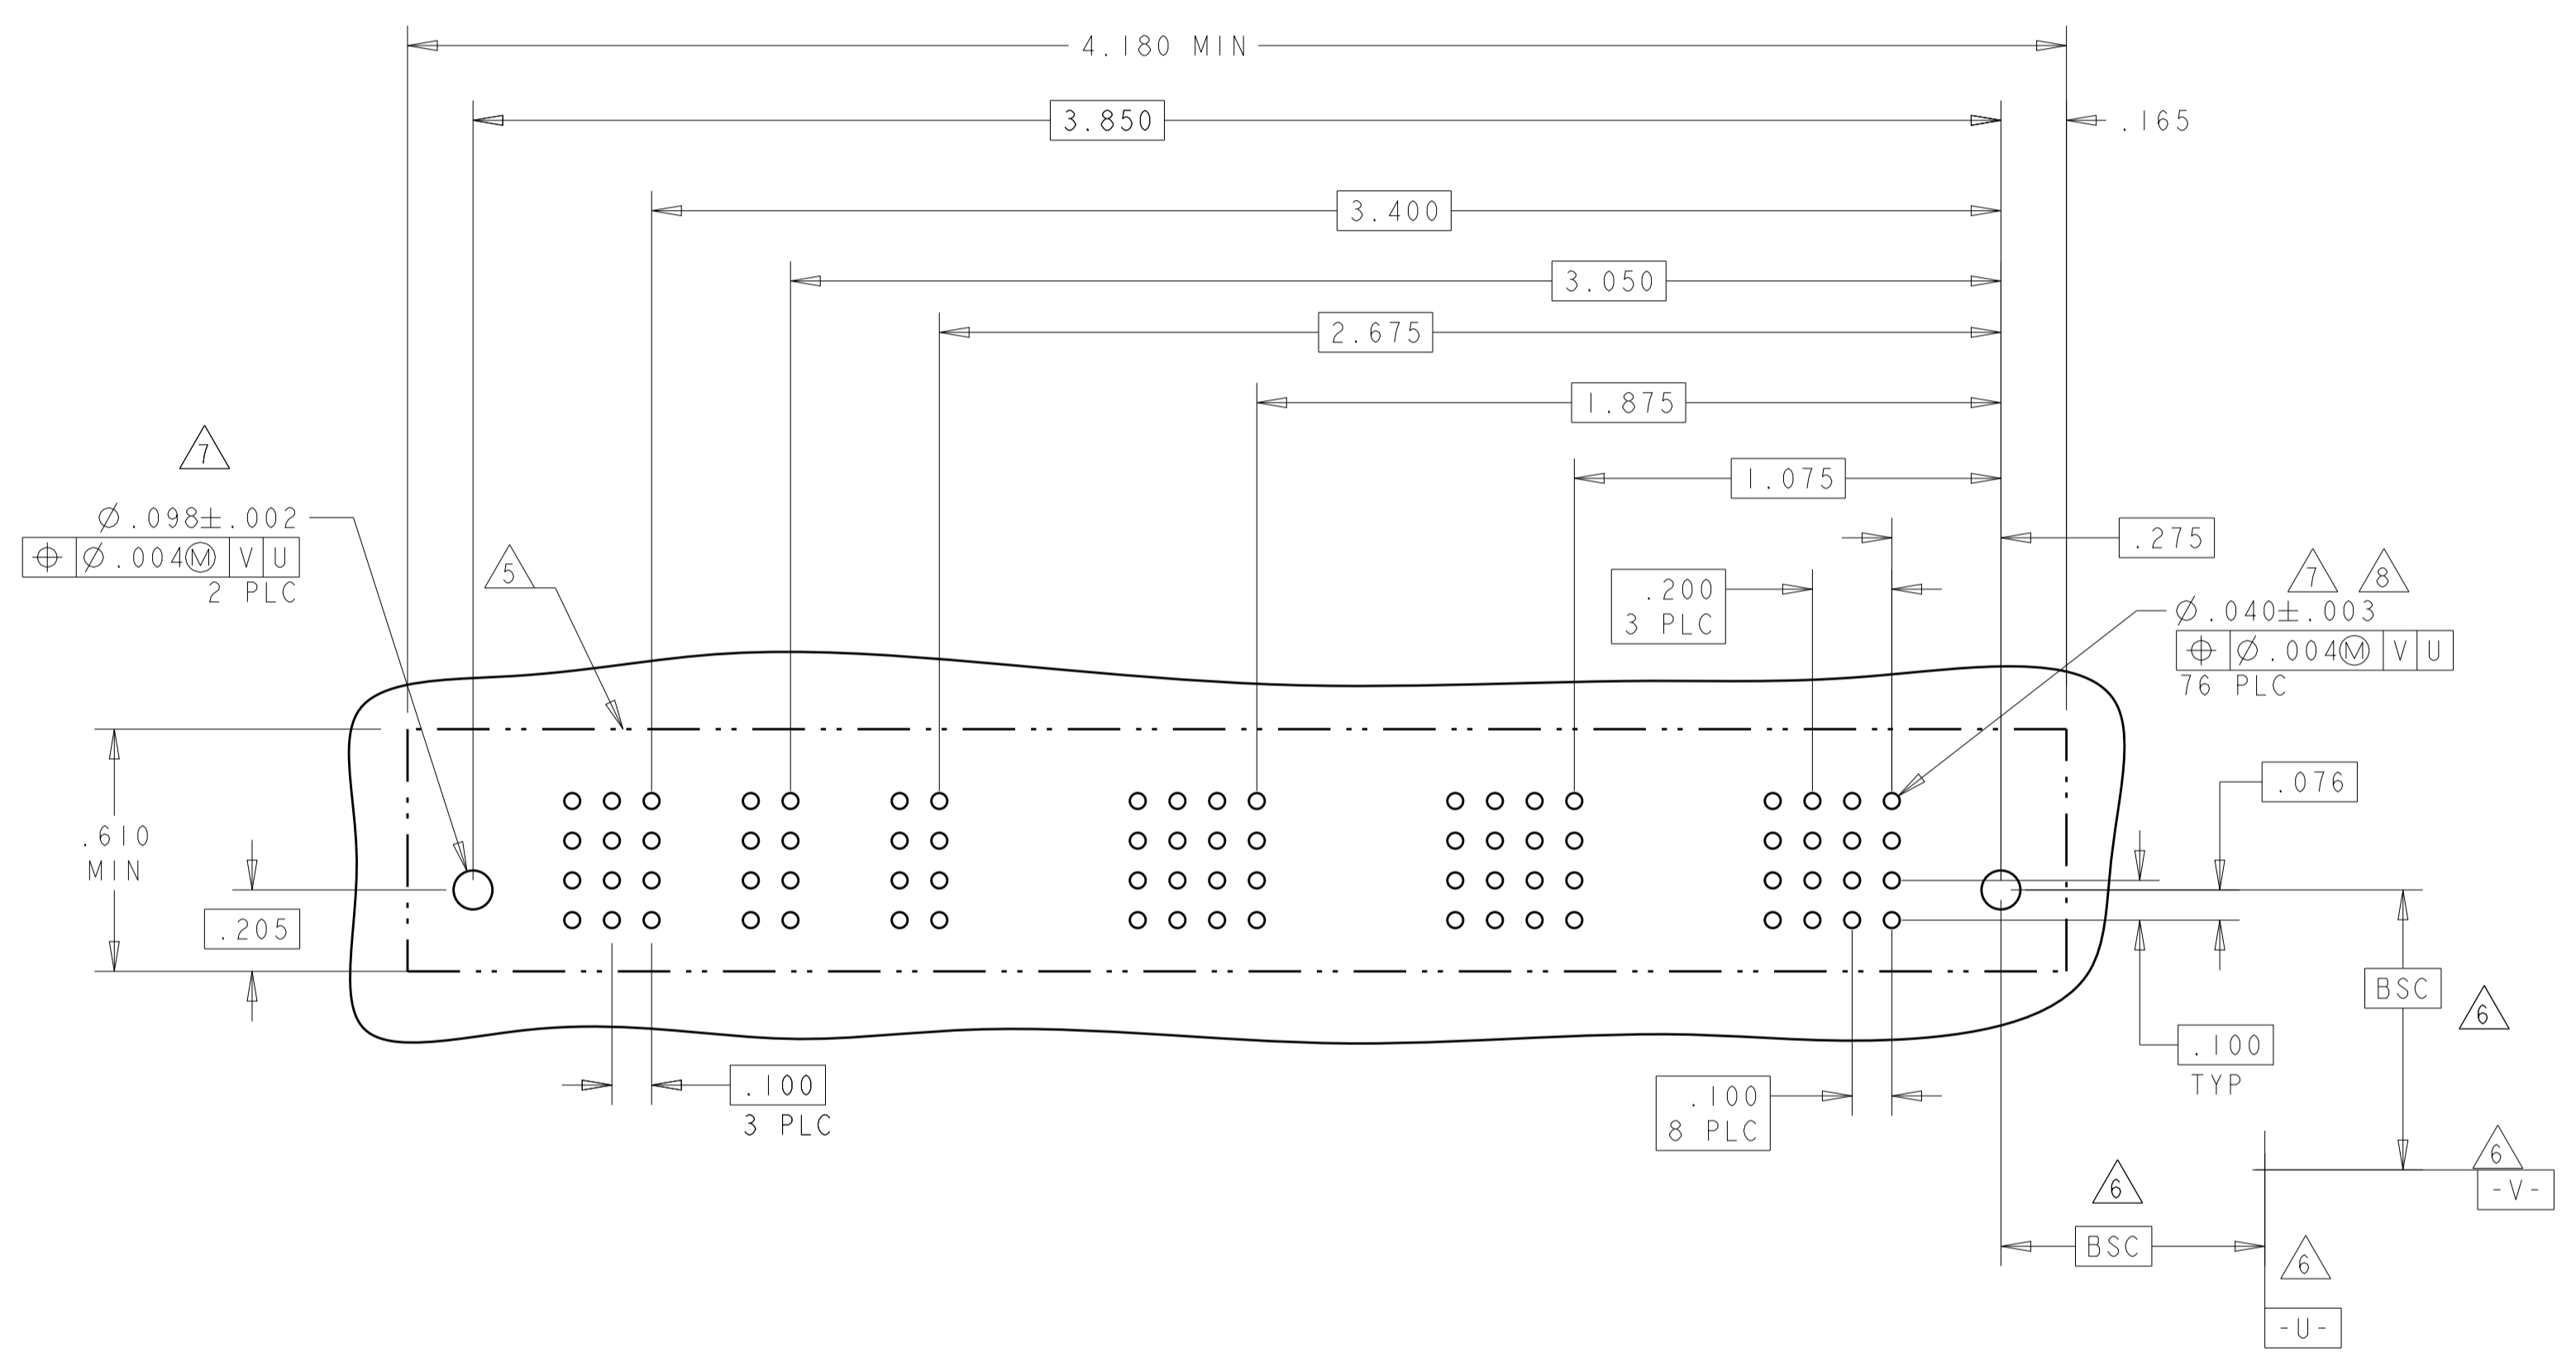 4.180 MIN
3.850
.165
3.400
3.050
2.675
1.875
7
1.075
Ø.098±.002
⌖ Ø.004Ⓜ V U
2 PLC
5
.275
.200
3 PLC
7 8
Ø.040±.003
⌖ Ø.004Ⓜ V U
76 PLC
.076
.610
MIN
.205
BSC
6
.100
TYP
.100
3 PLC
.100
8 PLC
6
-V-
6
BSC
6
-U-